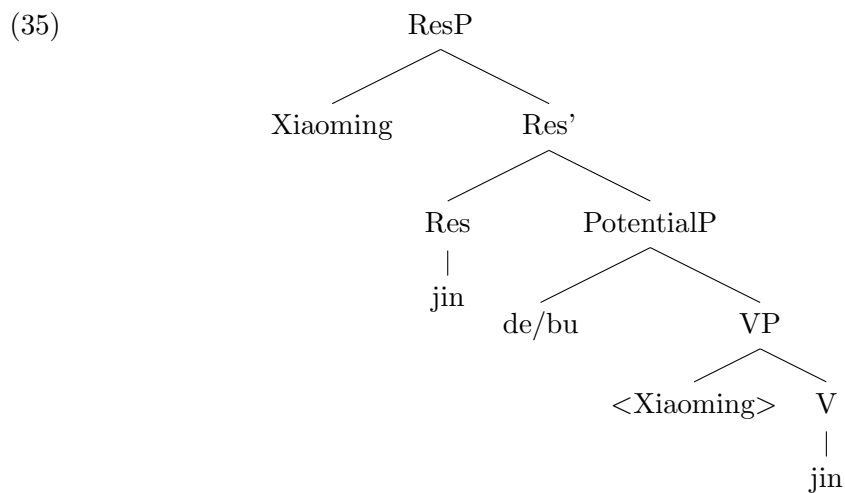 (35) ResP
Xiaoming Res'
Res PotentialP
jin
de/bu VP
<Xiaoming> V
jin